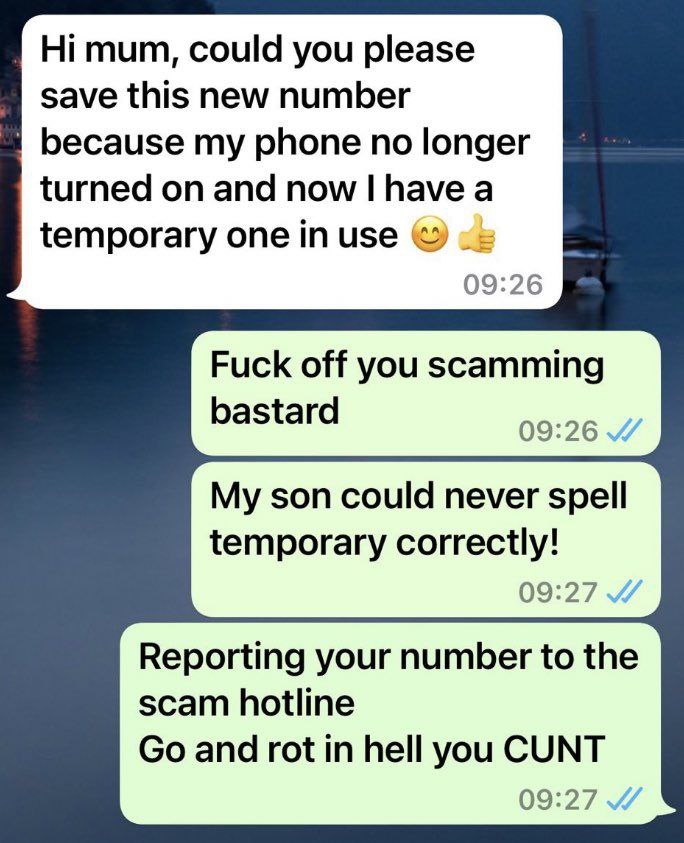 Hi mum, could you please
save this new number
because my phone no longer
turned on and now I have a
temporary one in use 😊👍
09:26
Fuck off you scamming
bastard
09:26
My son could never spell
temporary correctly!
09:27
Reporting your number to the
scam hotline
Go and rot in hell you CUNT
09:27